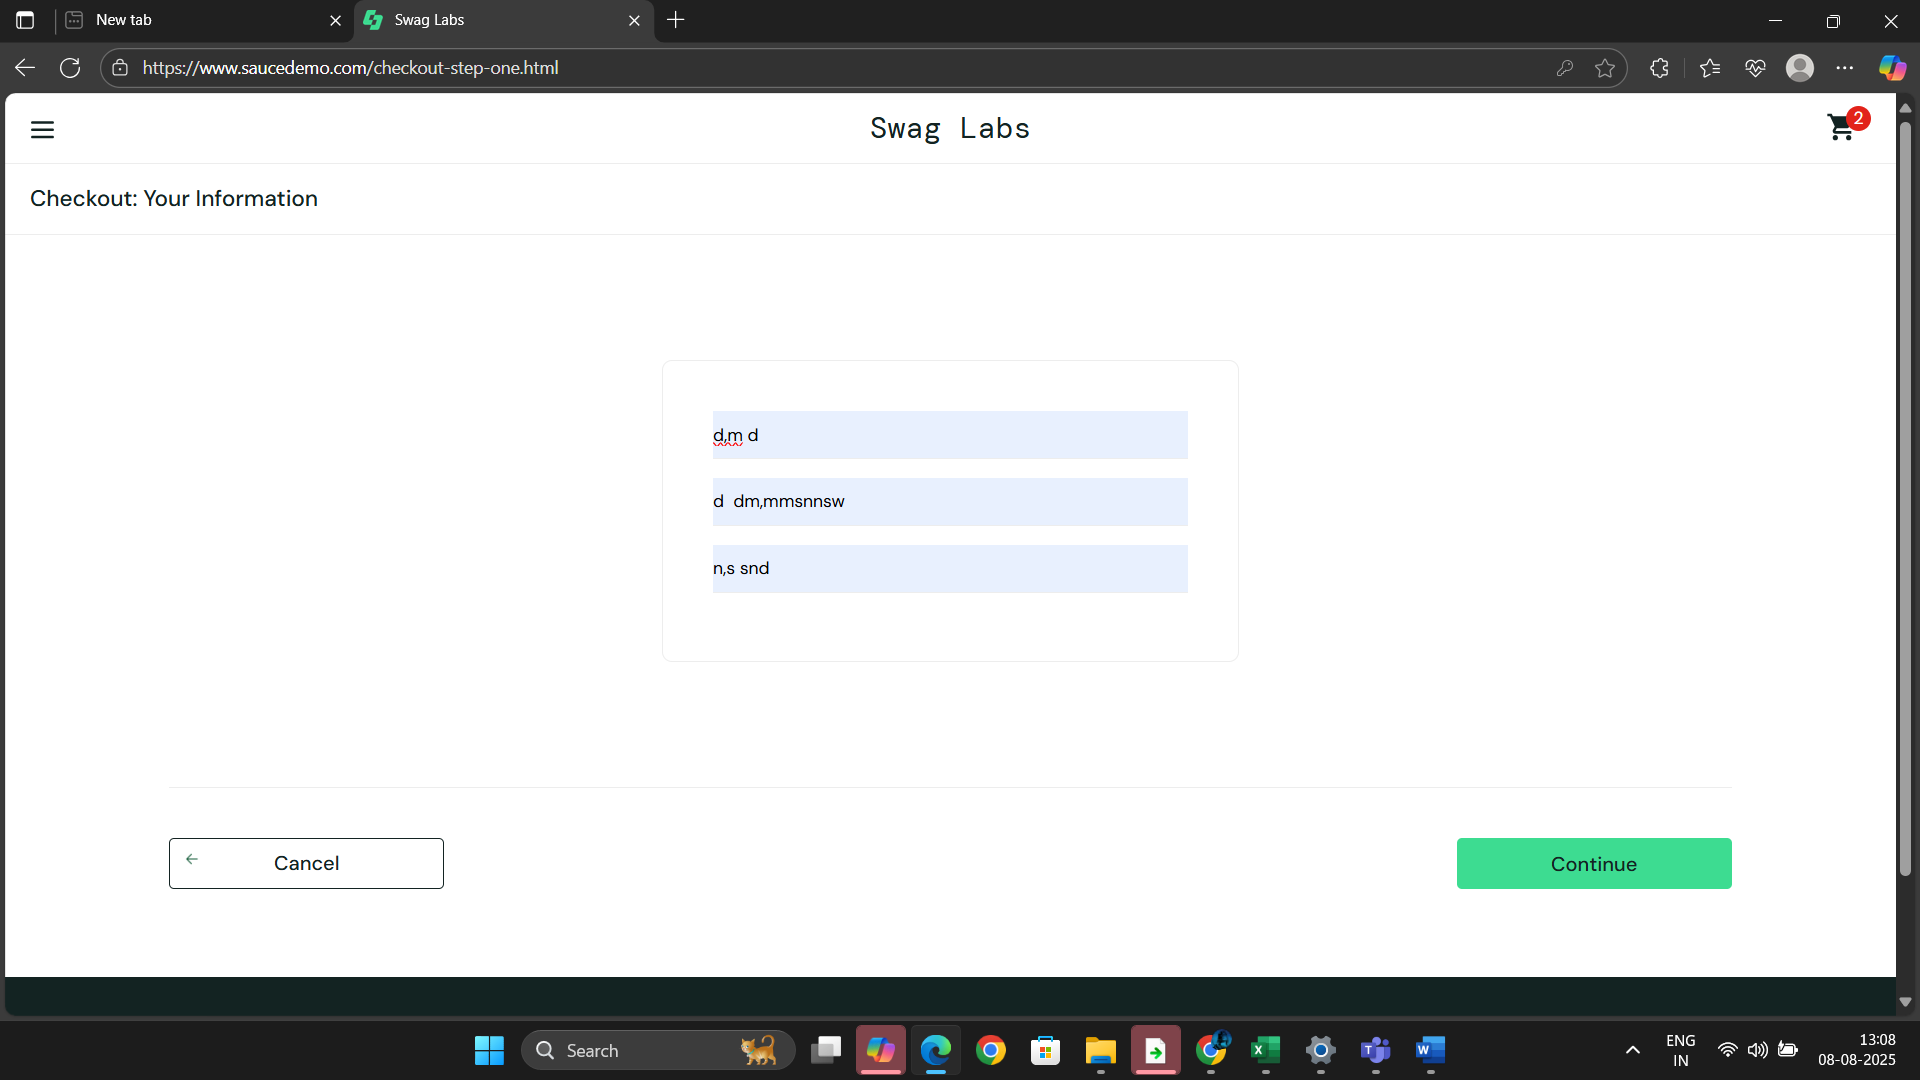 New tab
Swag Labs
https://www.saucedemo.com/checkout-step-one.html
Swag Labs
2
Checkout: Your Information
d,m d
d  dm,mmsnnsw
n,s snd
Cancel
Continue
Search
ENG
IN
13:08
08-08-2025